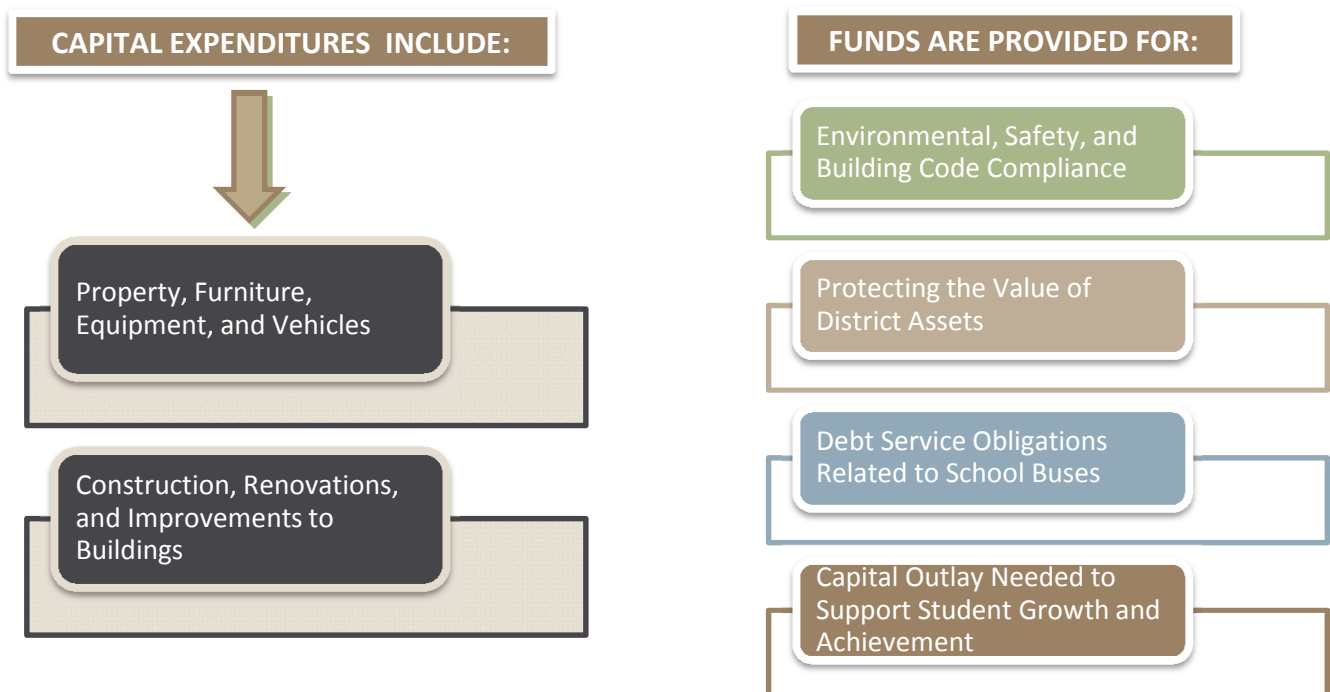 CAPITAL EXPENDITURES INCLUDE:
Property, Furniture,
Equipment, and Vehicles
Construction, Renovations,
and Improvements to
Buildings
FUNDS ARE PROVIDED FOR:
Environmental, Safety, and
Building Code Compliance
Protecting the Value of
District Assets
Debt Service Obligations
Related to School Buses
Capital Outlay Needed to
Support Student Growth and
Achievement